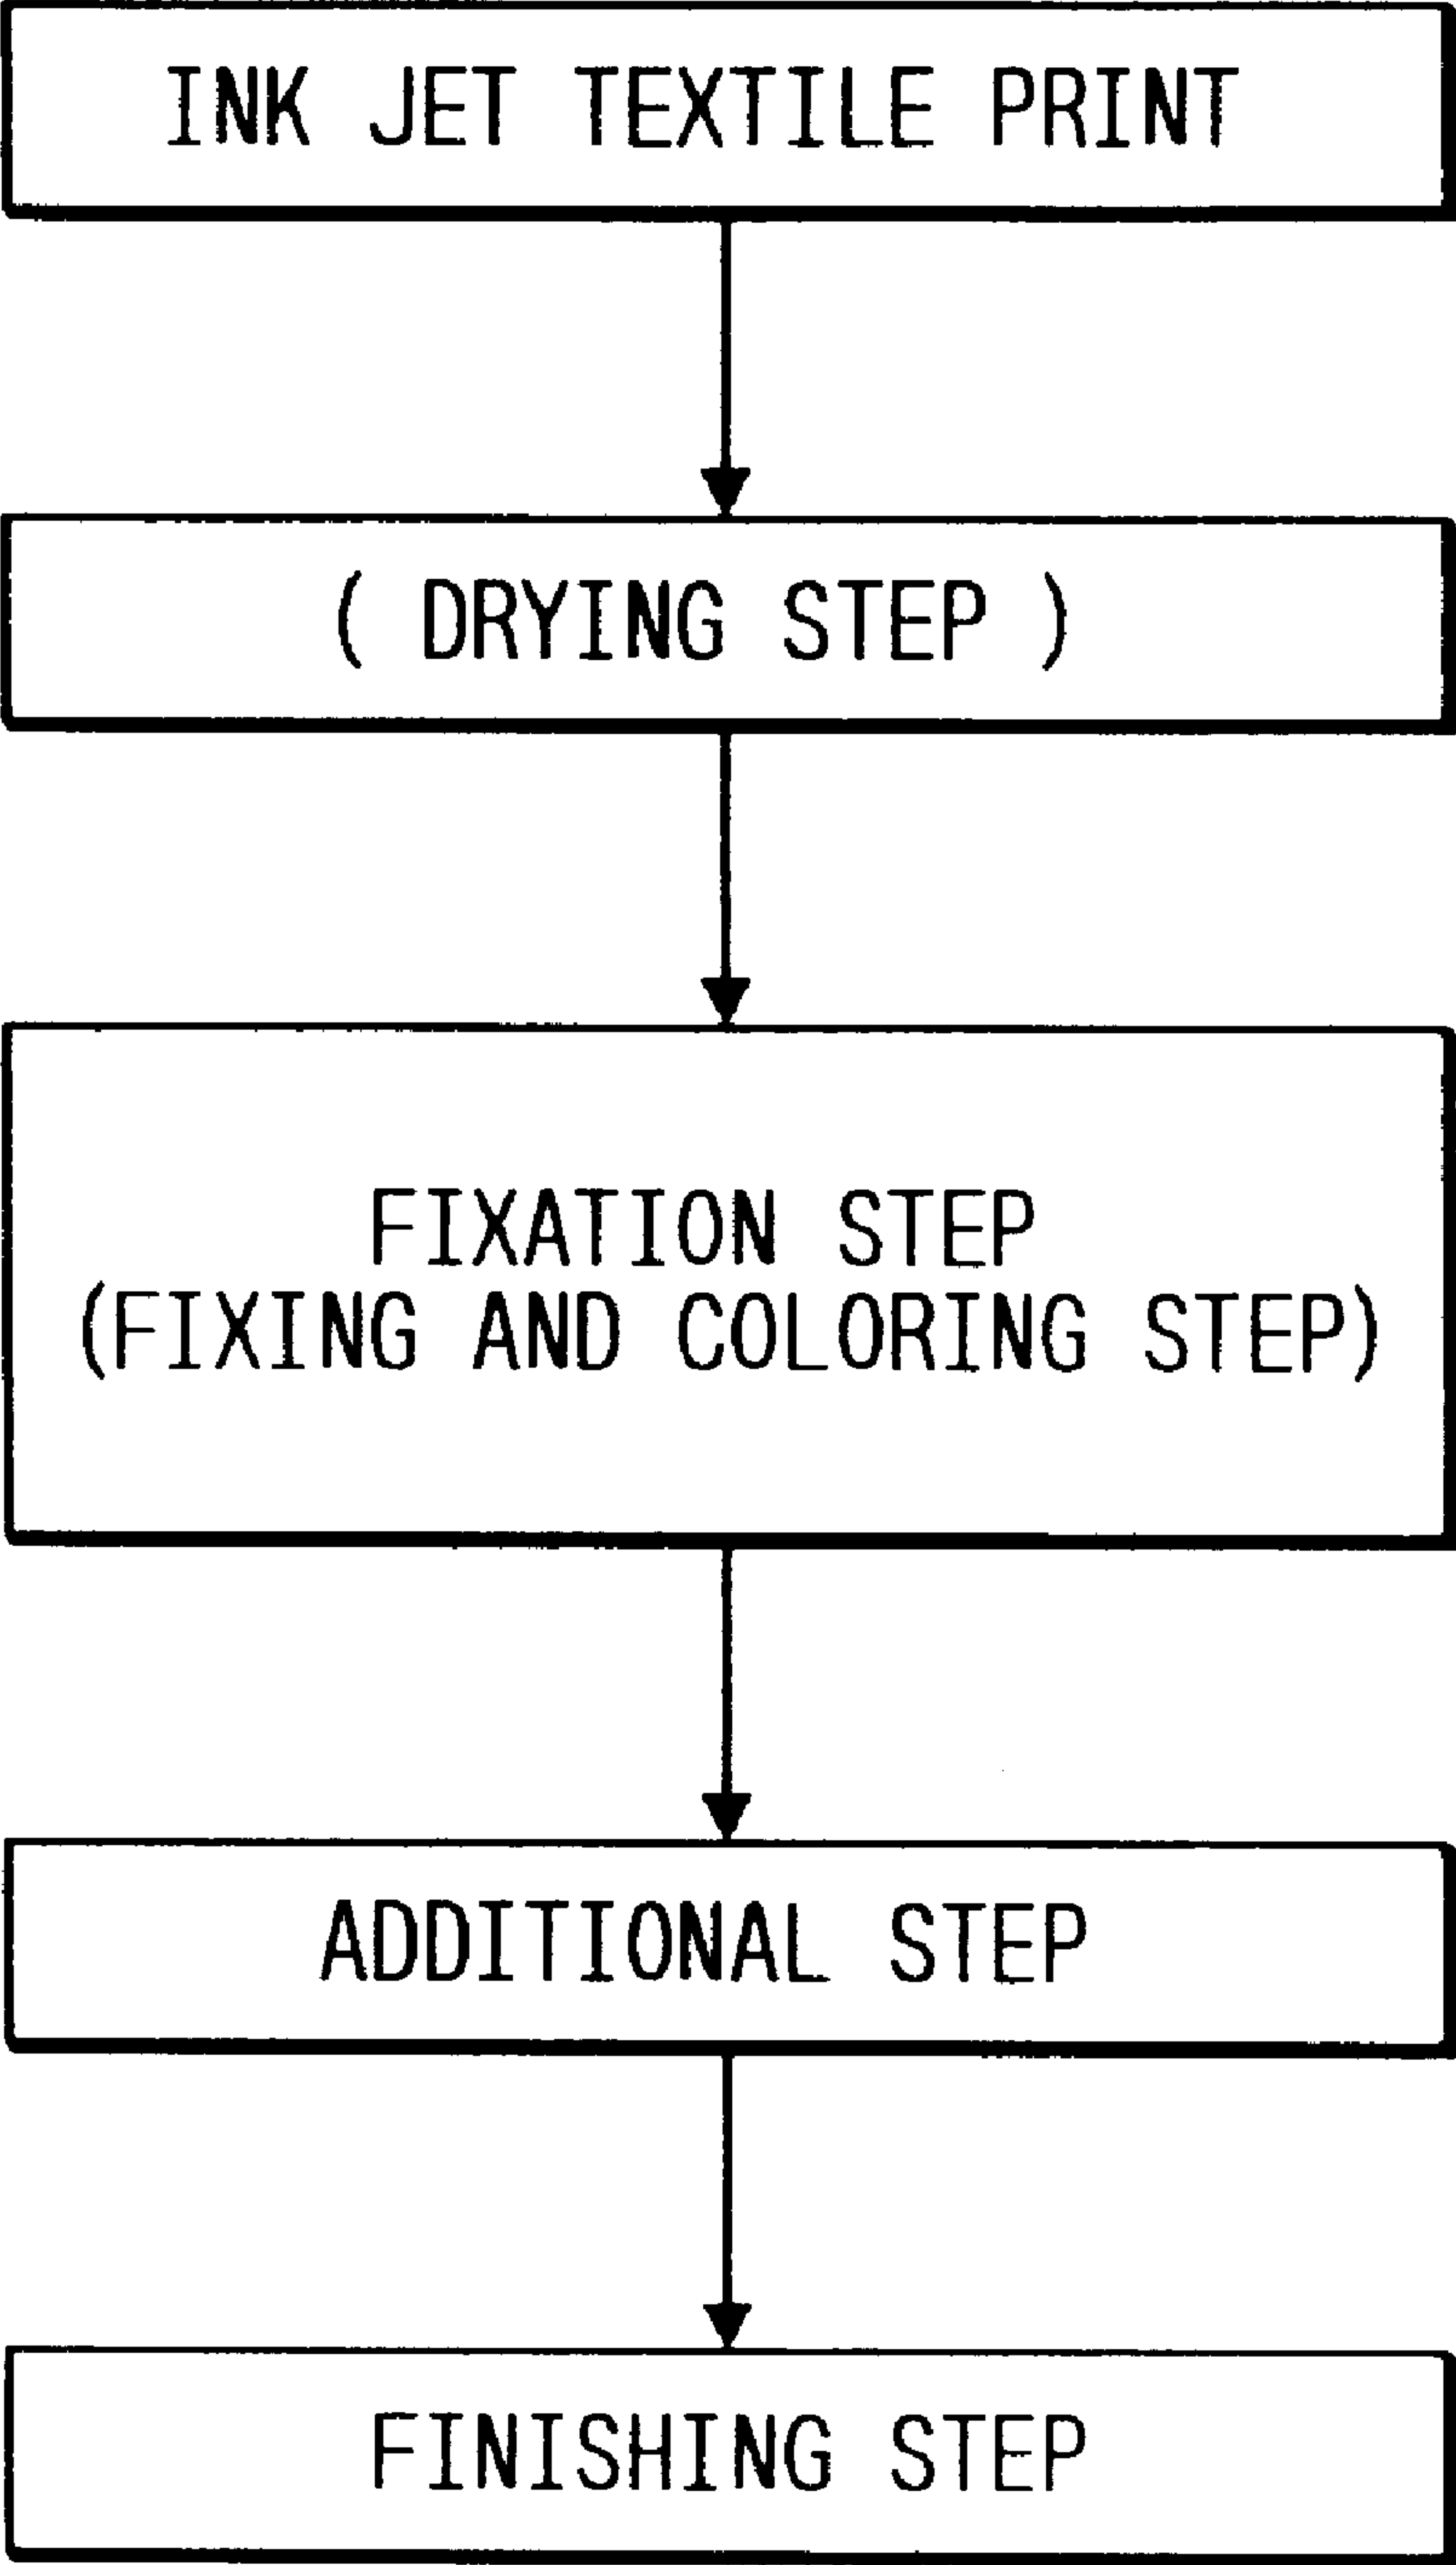 INK JET TEXTILE PRINT
( DRYING STEP )
FIXATION STEP
(FIXING AND COLORING STEP)
ADDITIONAL STEP
FINISHING STEP